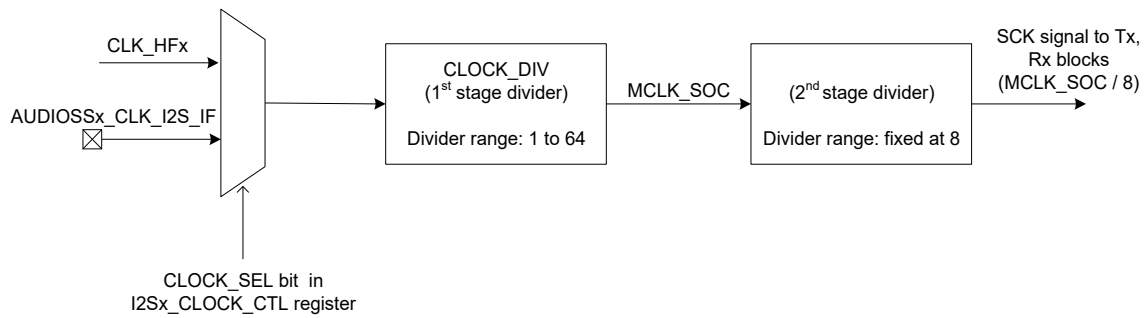 CLK_HFx
AUDIOSSx_CLK_I2S_IF
CLOCK_SEL bit in
I2Sx_CLOCK_CTL register
CLOCK_DIV
(1st stage divider)
Divider range: 1 to 64
MCLK_SOC
(2nd stage divider)
Divider range: fixed at 8
SCK signal to Tx,
Rx blocks
(MCLK_SOC / 8)